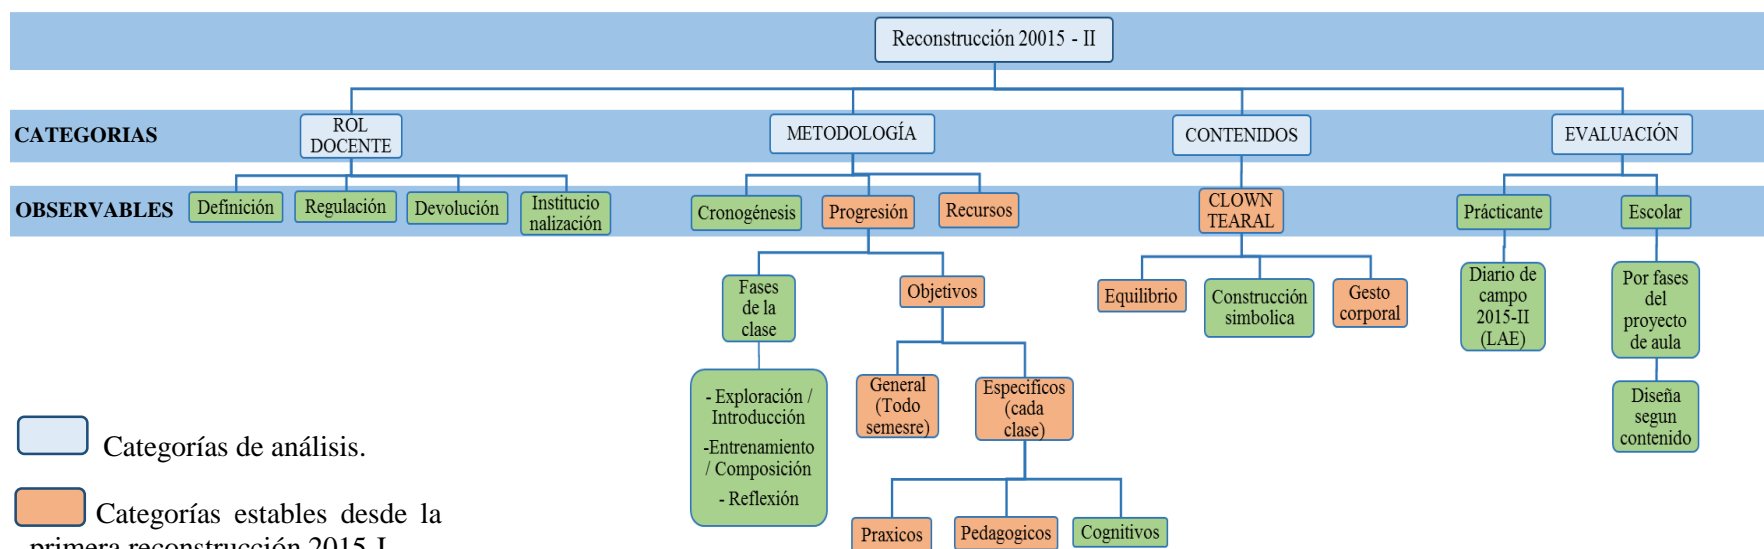 Reconstrucción 20015 - II
CATEGORIAS
ROL
DOCENTE
METODOLOGÍA
CONTENIDOS
EVALUACIÓN
OBSERVABLES
Definición
Regulación
Devolución
Institucio
nalización
Cronogénesis
Progresión
Recursos
CLOWN
TEARAL
Prácticante
Escolar
Fases
de la
clase
Objetivos
Equilibrio
Construcción
simbolica
Gesto
corporal
Diario de
campo
2015-II
(LAE)
Por fases
del
proyecto
de aula
- Exploración /
Introducción
-Entrenamiento
/ Composición
- Reflexión
General
(Todo
semesre)
Especificos
(cada
clase)
Diseña
segun
contenido
Praxicos
Pedagogicos
Cognitivos
Categorías de análisis.
Categorías estables desde la
primera reconstrucción 2015-I